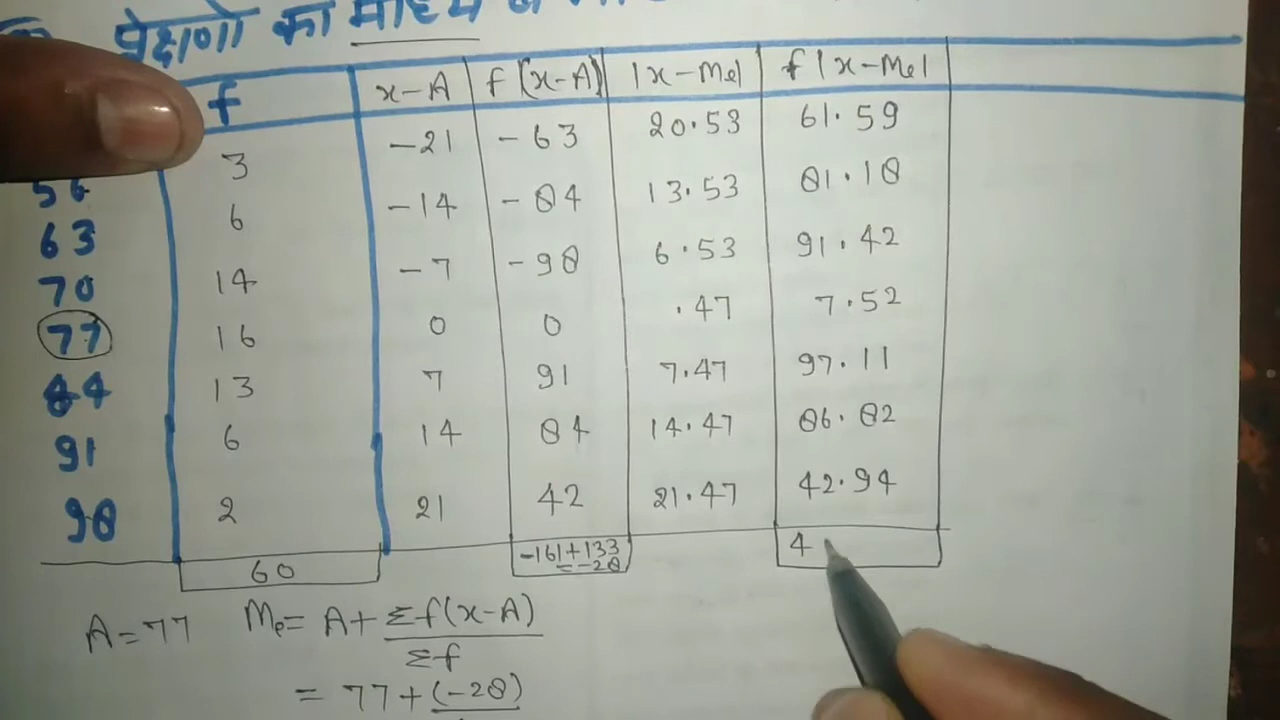 प्रेक्षणो का माध्य
f x-A f(x-A) |x-Me| f|x-Me|
56 3 -21 -63 20.53 61.59
63 6 -14 -84 13.53 81.18
70 14 -7 -98 6.53 91.42
77 16 0 0 .47 7.52
84 13 7 91 7.47 97.11
91 6 14 84 14.47 86.82
98 2 21 42 21.47 42.94
60 -161+133 4
=-28
A=77 Me= A+ Σf(x-A)
Σf
= 77+(-28)